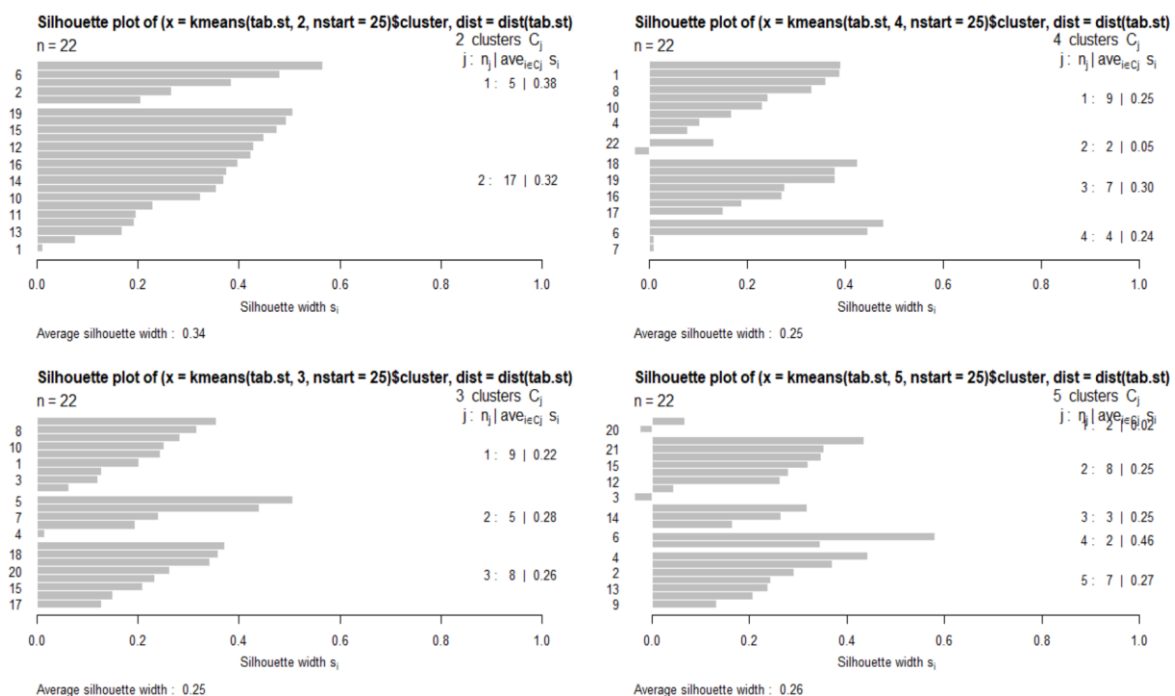 Silhouette plot of (x = kmeans(tab.st, 2, nstart = 25)$cluster, dist = dist(tab.st)
n = 22
2 clusters Cj
j : nj | avei∈Cj si
6
2
1 : 5 | 0.38
19
15
12
16
14
10
11
13
1
2 : 17 | 0.32
0.0 0.2 0.4 0.6 0.8 1.0
Silhouette width si
Average silhouette width : 0.34
Silhouette plot of (x = kmeans(tab.st, 4, nstart = 25)$cluster, dist = dist(tab.st)
n = 22
4 clusters Cj
j : nj | avei∈Cj si
1
8
10
4
1 : 9 | 0.25
22
2 : 2 | 0.05
18
19
16
17
3 : 7 | 0.30
6
7
4 : 4 | 0.24
0.0 0.2 0.4 0.6 0.8 1.0
Silhouette width si
Average silhouette width : 0.25
Silhouette plot of (x = kmeans(tab.st, 3, nstart = 25)$cluster, dist = dist(tab.st)
n = 22
3 clusters Cj
j : nj | avei∈Cj si
8
10
1
3
1 : 9 | 0.22
5
7
4
2 : 5 | 0.28
18
20
15
17
3 : 8 | 0.26
0.0 0.2 0.4 0.6 0.8 1.0
Silhouette width si
Average silhouette width : 0.25
Silhouette plot of (x = kmeans(tab.st, 5, nstart = 25)$cluster, dist = dist(tab.st)
n = 22
5 clusters Cj
j : nj | avei∈Cj si
20
1 : 2 | 0.02
21
15
12
3
2 : 8 | 0.25
14
3 : 3 | 0.25
6
4 : 2 | 0.46
4
2
13
9
5 : 7 | 0.27
0.0 0.2 0.4 0.6 0.8 1.0
Silhouette width si
Average silhouette width : 0.26